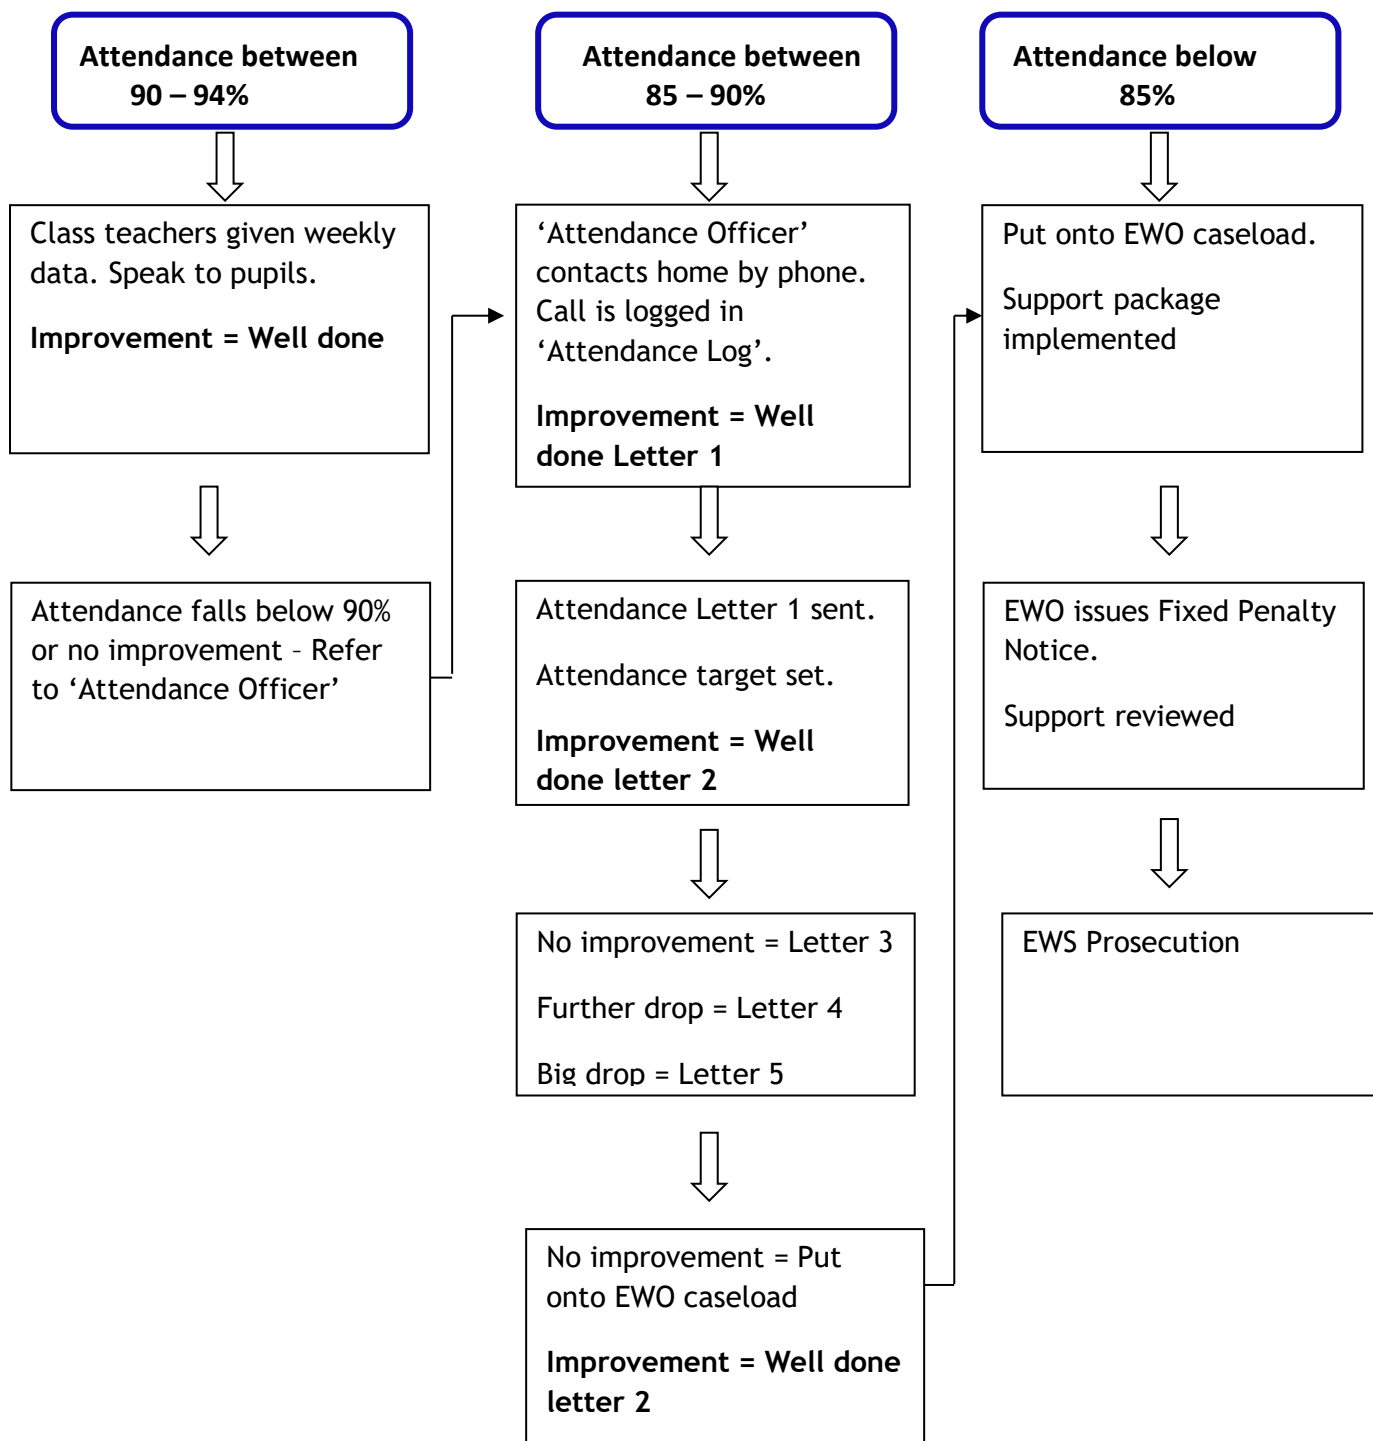 Attendance between
90 – 94%
Class teachers given weekly
data. Speak to pupils.
Improvement = Well done
Attendance falls below 90%
or no improvement – Refer
to ‘Attendance Officer’
Attendance between
85 – 90%
‘Attendance Officer’
contacts home by phone.
Call is logged in
‘Attendance Log’.
Improvement = Well
done Letter 1
Attendance Letter 1 sent.
Attendance target set.
Improvement = Well
done letter 2
No improvement = Letter 3
Further drop = Letter 4
Big drop = Letter 5
No improvement = Put
onto EWO caseload
Improvement = Well done
letter 2
Attendance below
85%
Put onto EWO caseload.
Support package
implemented
EWO issues Fixed Penalty
Notice.
Support reviewed
EWS Prosecution